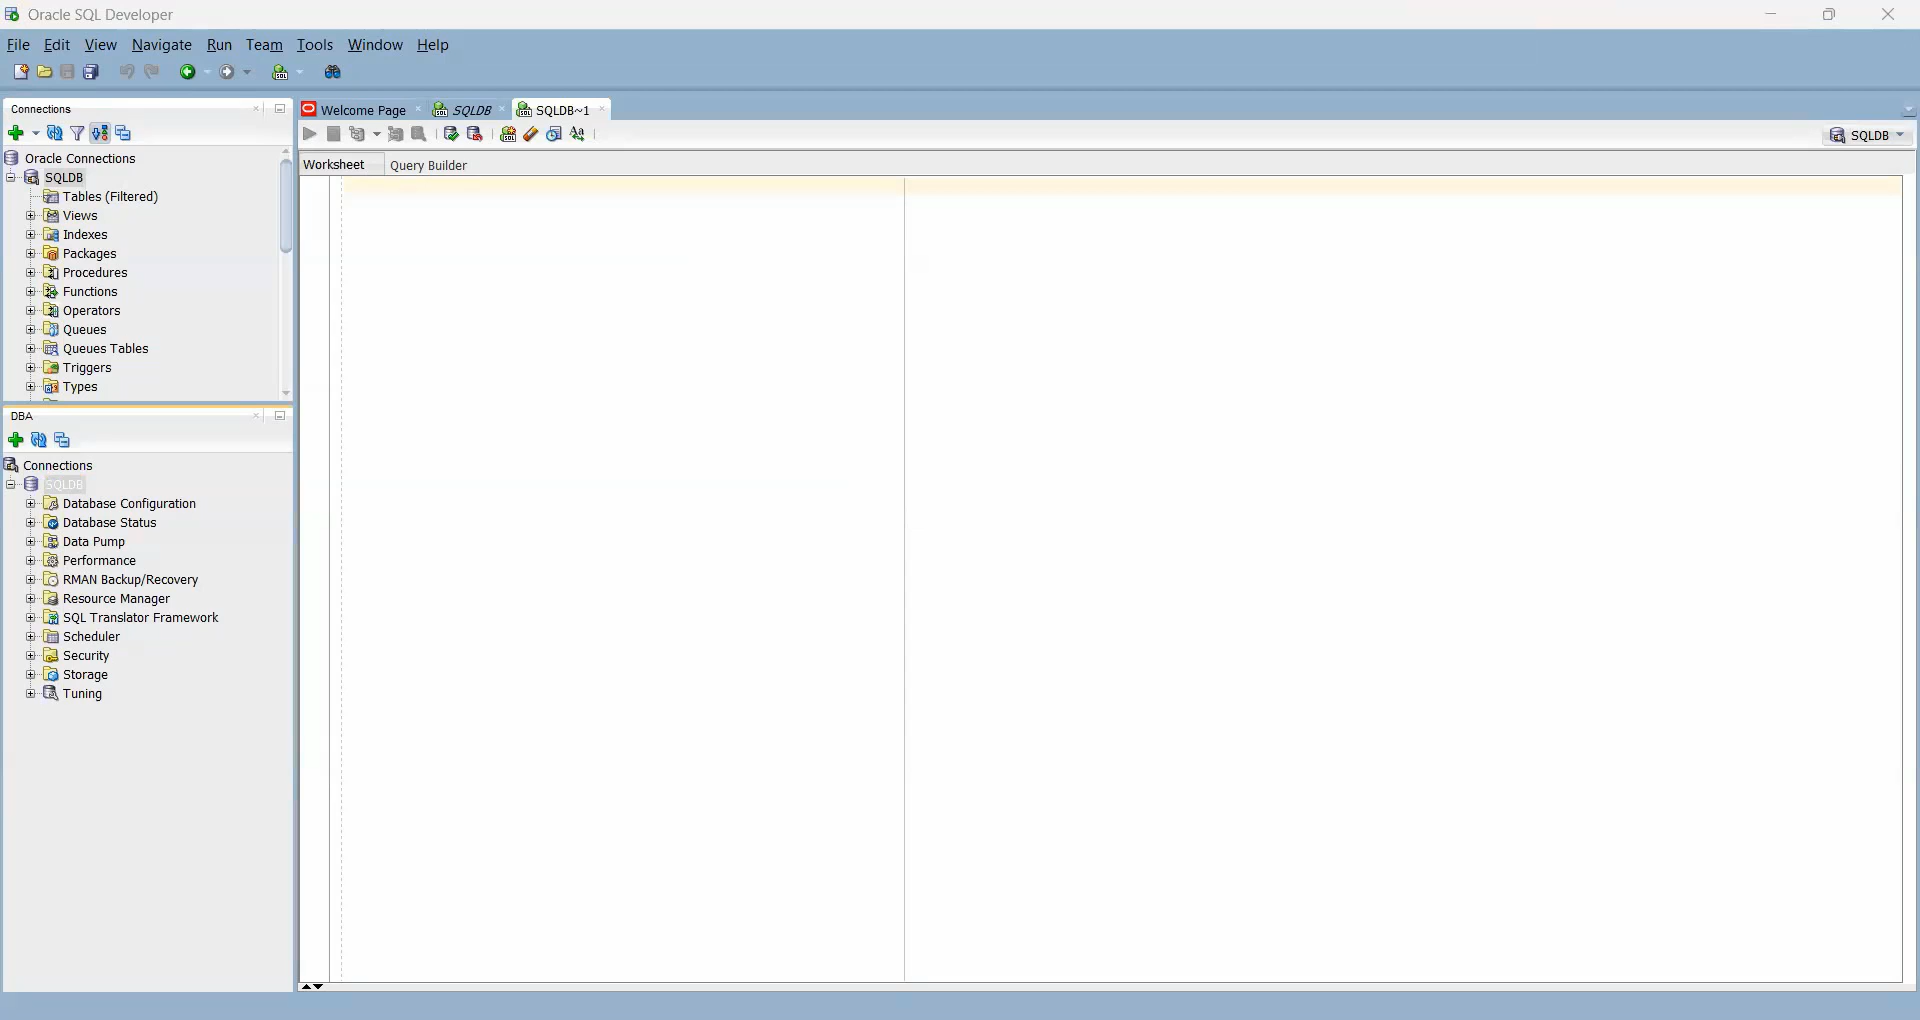 Oracle SQL Developer
File Edit View Navigate Run Team Tools Window Help
Connections
Welcome Page SQLDB SQLDB~1
SQLDB
Worksheet Query Builder
Oracle Connections
SQLDB
Tables (Filtered)
Views
Indexes
Packages
Procedures
Functions
Operators
Queues
Queues Tables
Triggers
Types
DBA
Connections
SQLDB
Database Configuration
Database Status
Data Pump
Performance
RMAN Backup/Recovery
Resource Manager
SQL Translator Framework
Scheduler
Security
Storage
Tuning